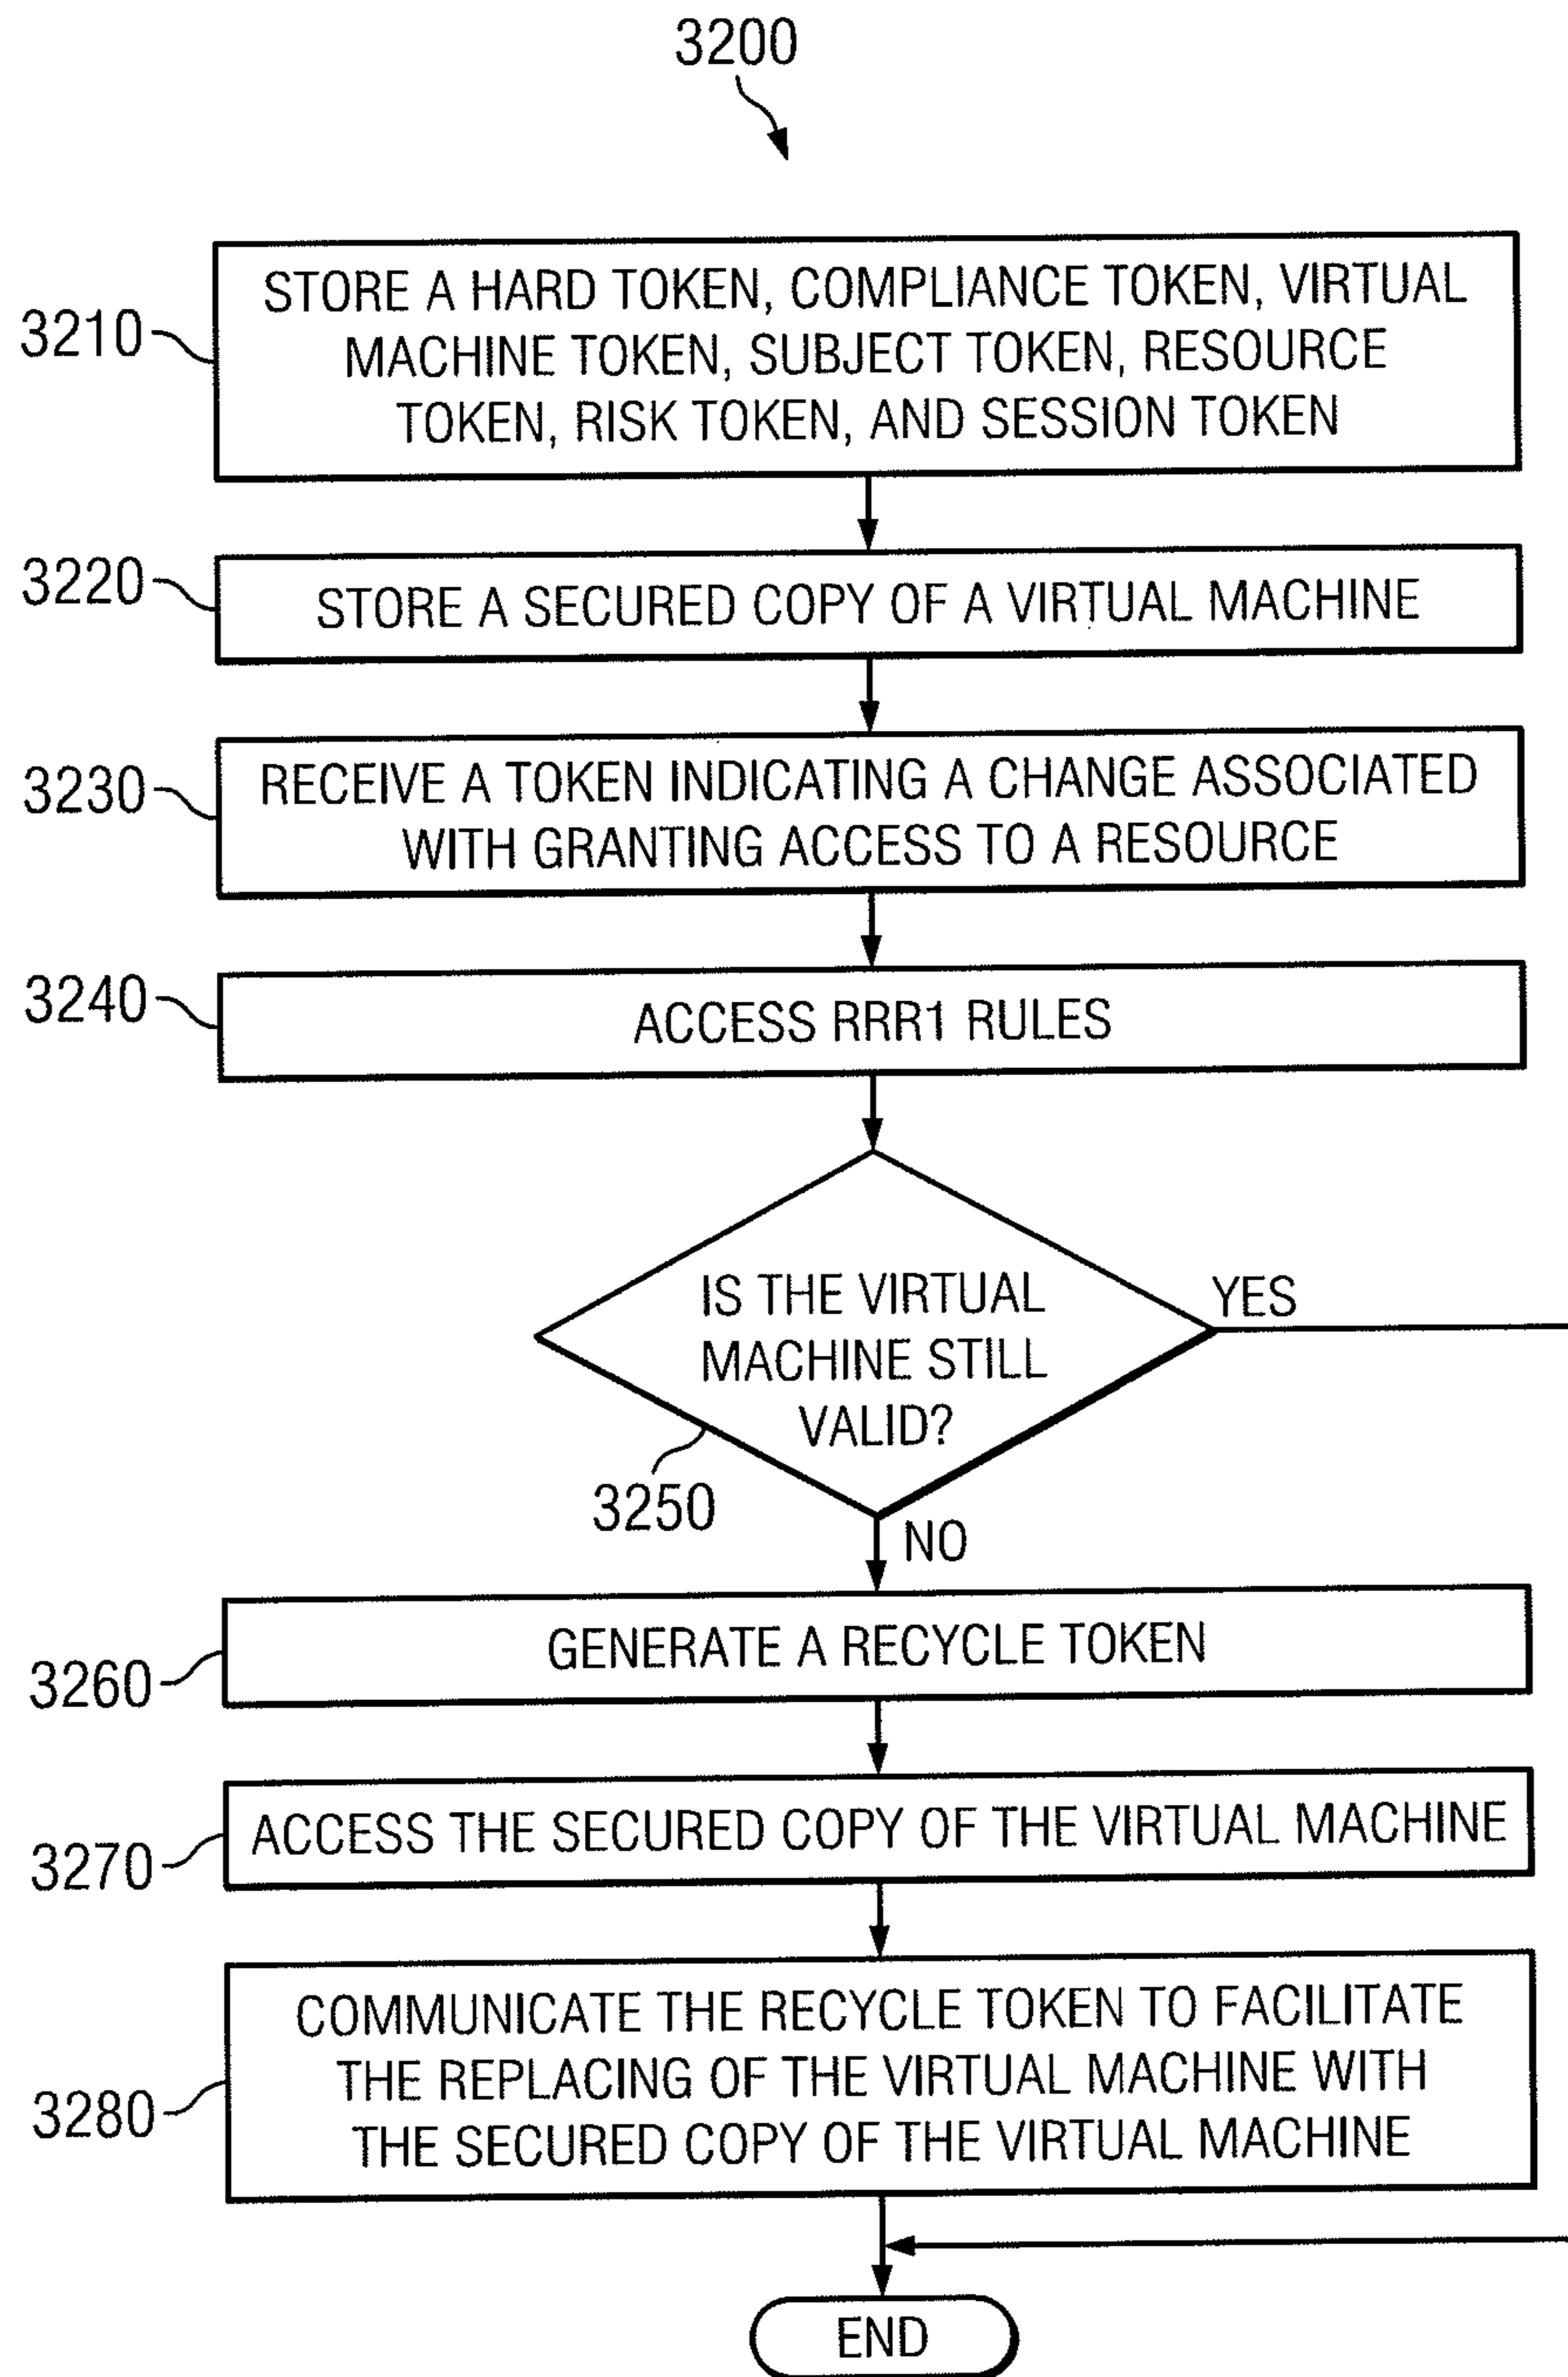 3200
3210
STORE A HARD TOKEN, COMPLIANCE TOKEN, VIRTUAL
MACHINE TOKEN, SUBJECT TOKEN, RESOURCE
TOKEN, RISK TOKEN, AND SESSION TOKEN
3220
STORE A SECURED COPY OF A VIRTUAL MACHINE
3230
RECEIVE A TOKEN INDICATING A CHANGE ASSOCIATED
WITH GRANTING ACCESS TO A RESOURCE
3240
ACCESS RRR1 RULES
IS THE VIRTUAL
MACHINE STILL
VALID?
YES
3250
NO
3260
GENERATE A RECYCLE TOKEN
3270
ACCESS THE SECURED COPY OF THE VIRTUAL MACHINE
3280
COMMUNICATE THE RECYCLE TOKEN TO FACILITATE
THE REPLACING OF THE VIRTUAL MACHINE WITH
THE SECURED COPY OF THE VIRTUAL MACHINE
END